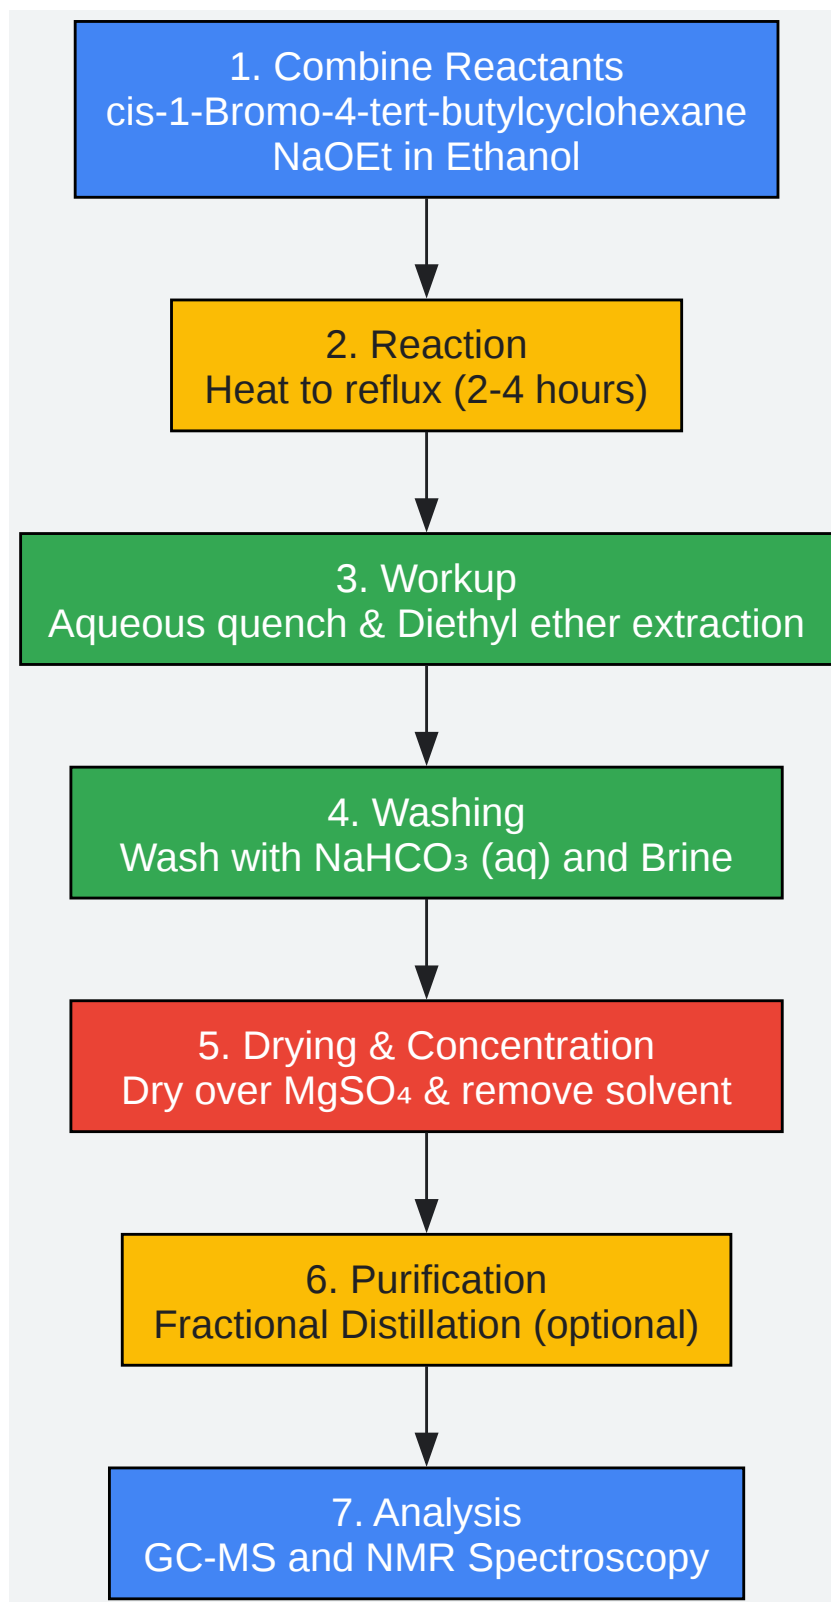 1. Combine Reactants
cis-1-Bromo-4-tert-butylcyclohexane
NaOEt in Ethanol
2. Reaction
Heat to reflux (2-4 hours)
3. Workup
Aqueous quench & Diethyl ether extraction
4. Washing
Wash with NaHCO₃ (aq) and Brine
5. Drying & Concentration
Dry over MgSO₄ & remove solvent
6. Purification
Fractional Distillation (optional)
7. Analysis
GC-MS and NMR Spectroscopy